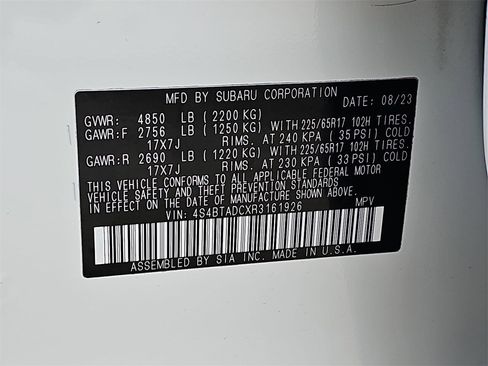 MFD BY SUBARU CORPORATION
DATE: 08/23
GVWR: 4850 LB (2200 KG)
GAWR:F 2756 LB (1250 KG) WITH 225/65R17 102H TIRES,
17X7J RIMS, AT 240 KPA ( 35 PSI) COLD
GAWR:R 2690 LB (1220 KG) WITH 225/65R17 102H TIRES,
17X7J RIMS, AT 230 KPA ( 33 PSI) COLD
THIS VEHICLE CONFORMS TO ALL APPLICABLE FEDERAL MOTOR
VEHICLE SAFETY AND THEFT PREVENTION STANDARDS
IN EFFECT ON THE DATE OF MANUFACTURE SHOWN ABOVE.
VIN: 4S4BTADCXR3161926 MPV
ASSEMBLED BY SIA INC. MADE IN U.S.A.